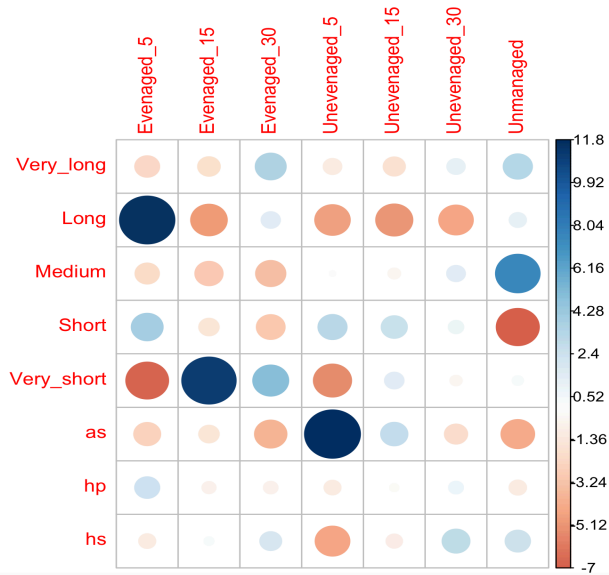 Evenaged_5
Evenaged_15
Evenaged_30
Unevenaged_5
Unevenaged_15
Unevenaged_30
Unmanaged
Very_long
Long
Medium
Short
Very_short
as
hp
hs
11.8
9.92
8.04
6.16
4.28
2.4
0.52
-1.36
-3.24
-5.12
-7